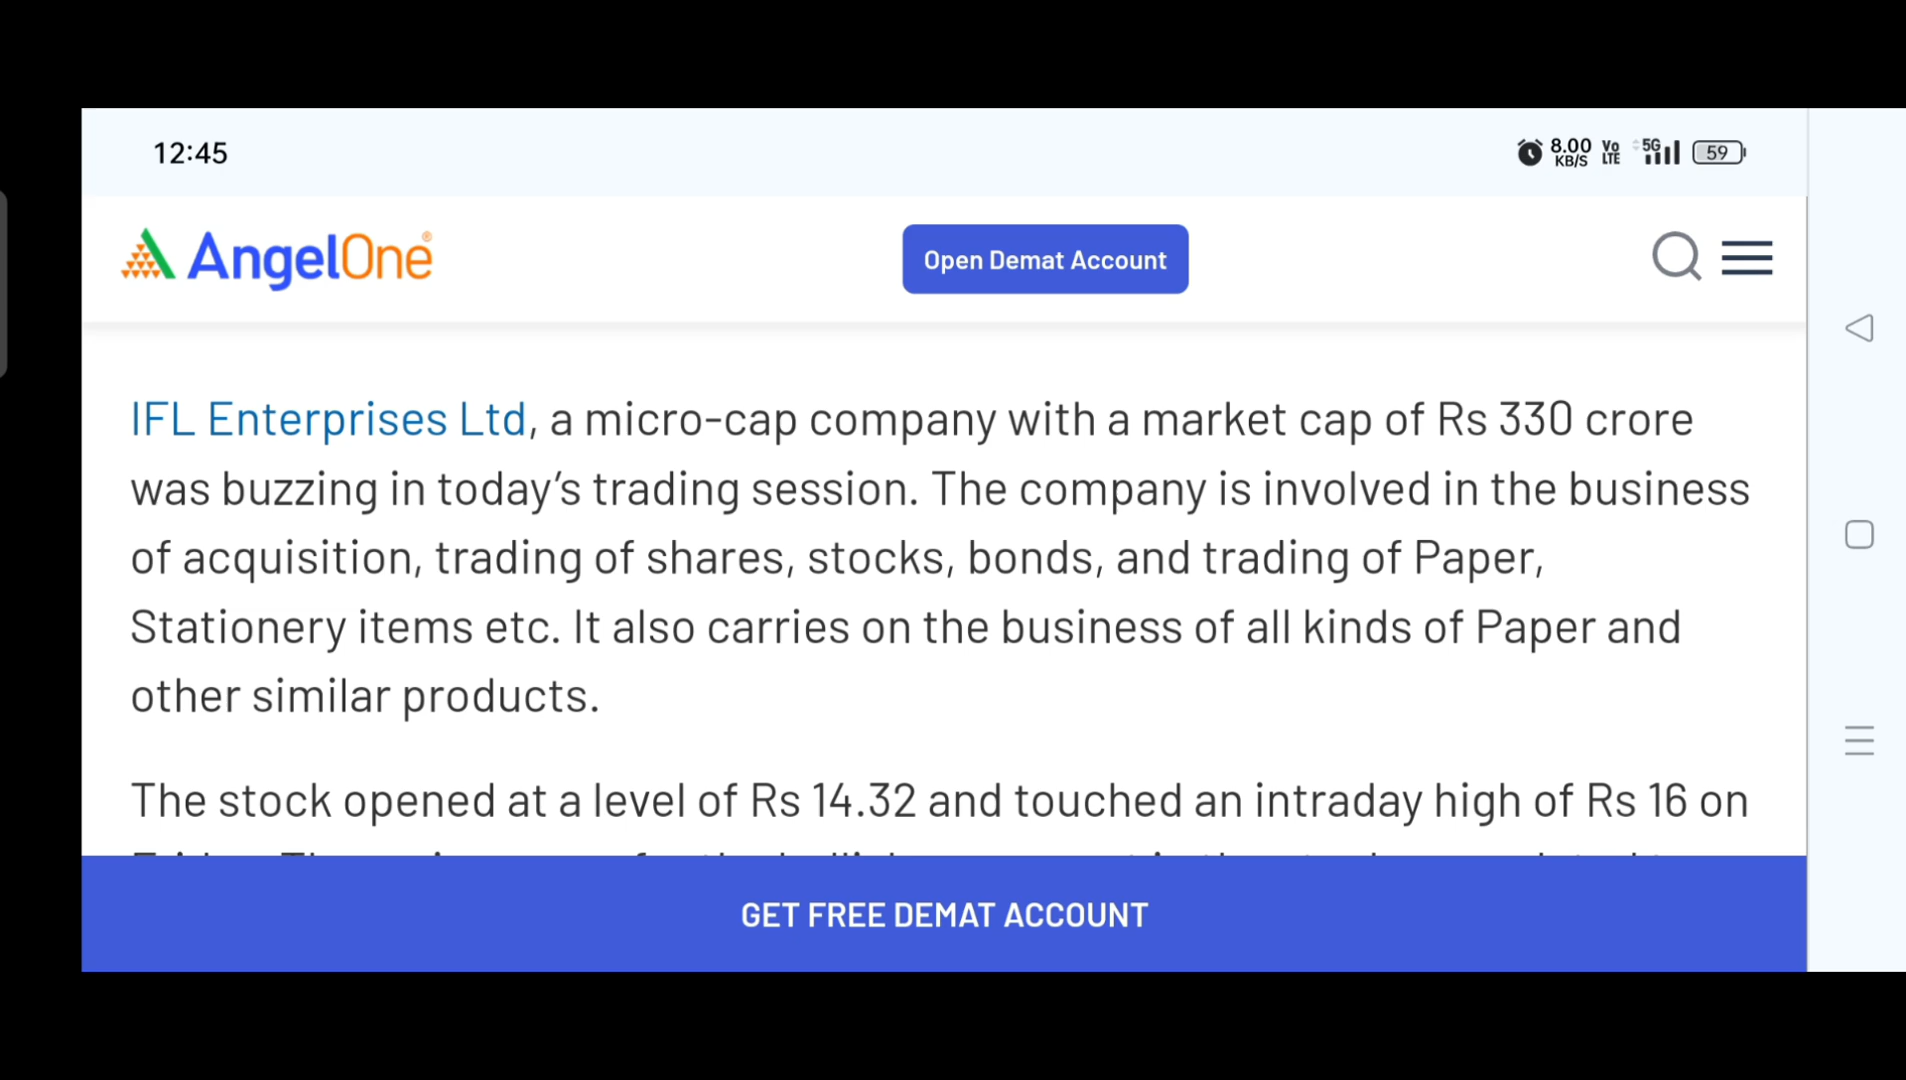 12:45
8.00 KB/S Vo LTE 5G 59
AngelOne®
Open Demat Account
IFL Enterprises Ltd, a micro-cap company with a market cap of Rs 330 crore
was buzzing in today’s trading session. The company is involved in the business
of acquisition, trading of shares, stocks, bonds, and trading of Paper,
Stationery items etc. It also carries on the business of all kinds of Paper and
other similar products.
The stock opened at a level of Rs 14.32 and touched an intraday high of Rs 16 on
GET FREE DEMAT ACCOUNT